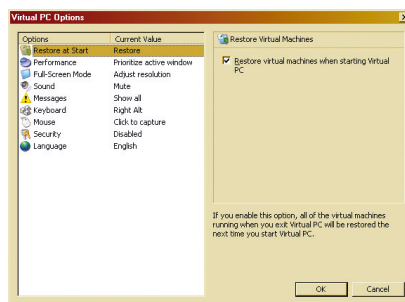 Virtual PC Options
Options Current Value
Restore at Start Restore
Performance Prioritize active window
Full-Screen Mode Adjust resolution
Sound Mute
Messages Show all
Keyboard Right Alt
Mouse Click to capture
Security Disabled
Language English
Restore Virtual Machines
Restore virtual machines when starting Virtual
PC
If you enable this option, all of the virtual machines
running when you exit Virtual PC will be restored the
next time you start Virtual PC.
OK Cancel